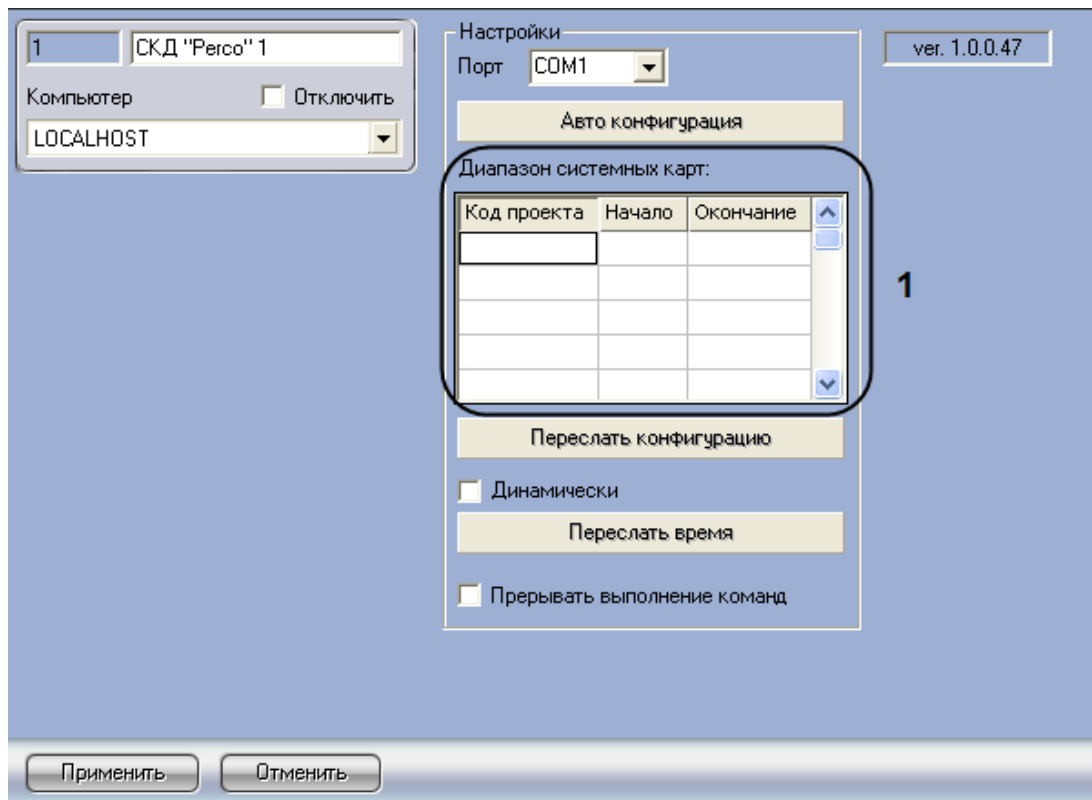 1
СКД "Perco" 1
Компьютер
Отключить
LOCALHOST
Настройки
Порт
COM1
Авто конфигурация
Диапазон системных карт:
Код проекта
Начало
Окончание
Переслать конфигурацию
Динамически
Переслать время
Прерывать выполнение команд
ver. 1.0.0.47
1
Применить
Отменить